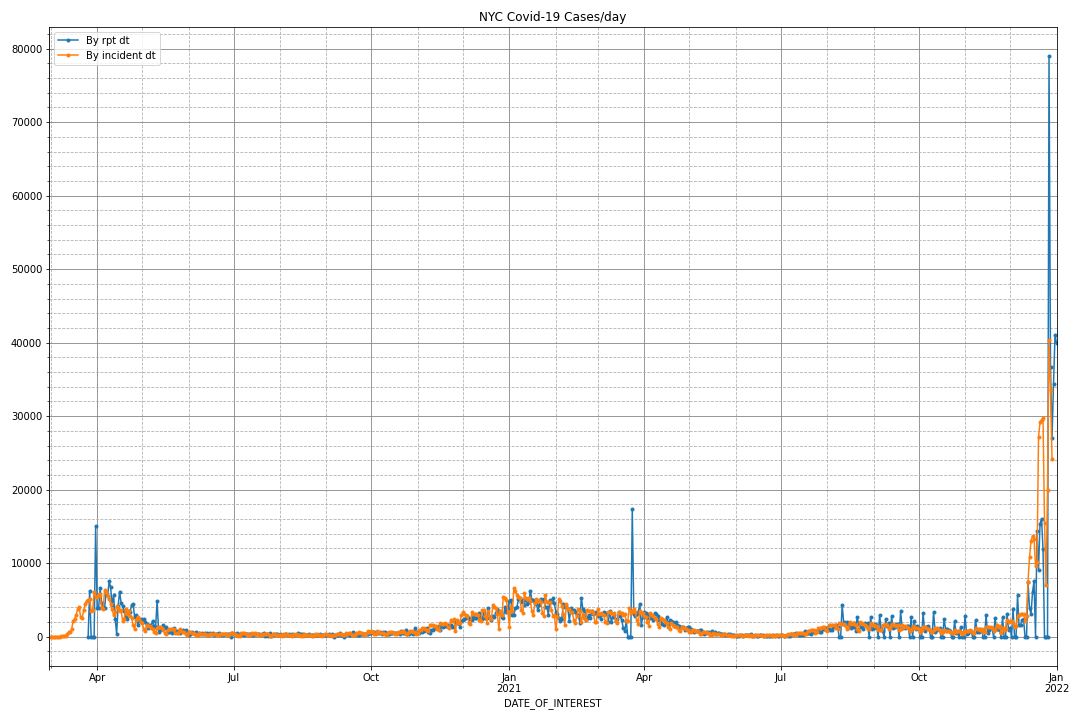 NYC Covid-19 Cases/day
By rpt dt
By incident dt
80000
70000
60000
50000
40000
30000
20000
10000
0
Apr
Jul
Oct
Jan
2021
Apr
Jul
Oct
Jan
2022
DATE_OF_INTEREST